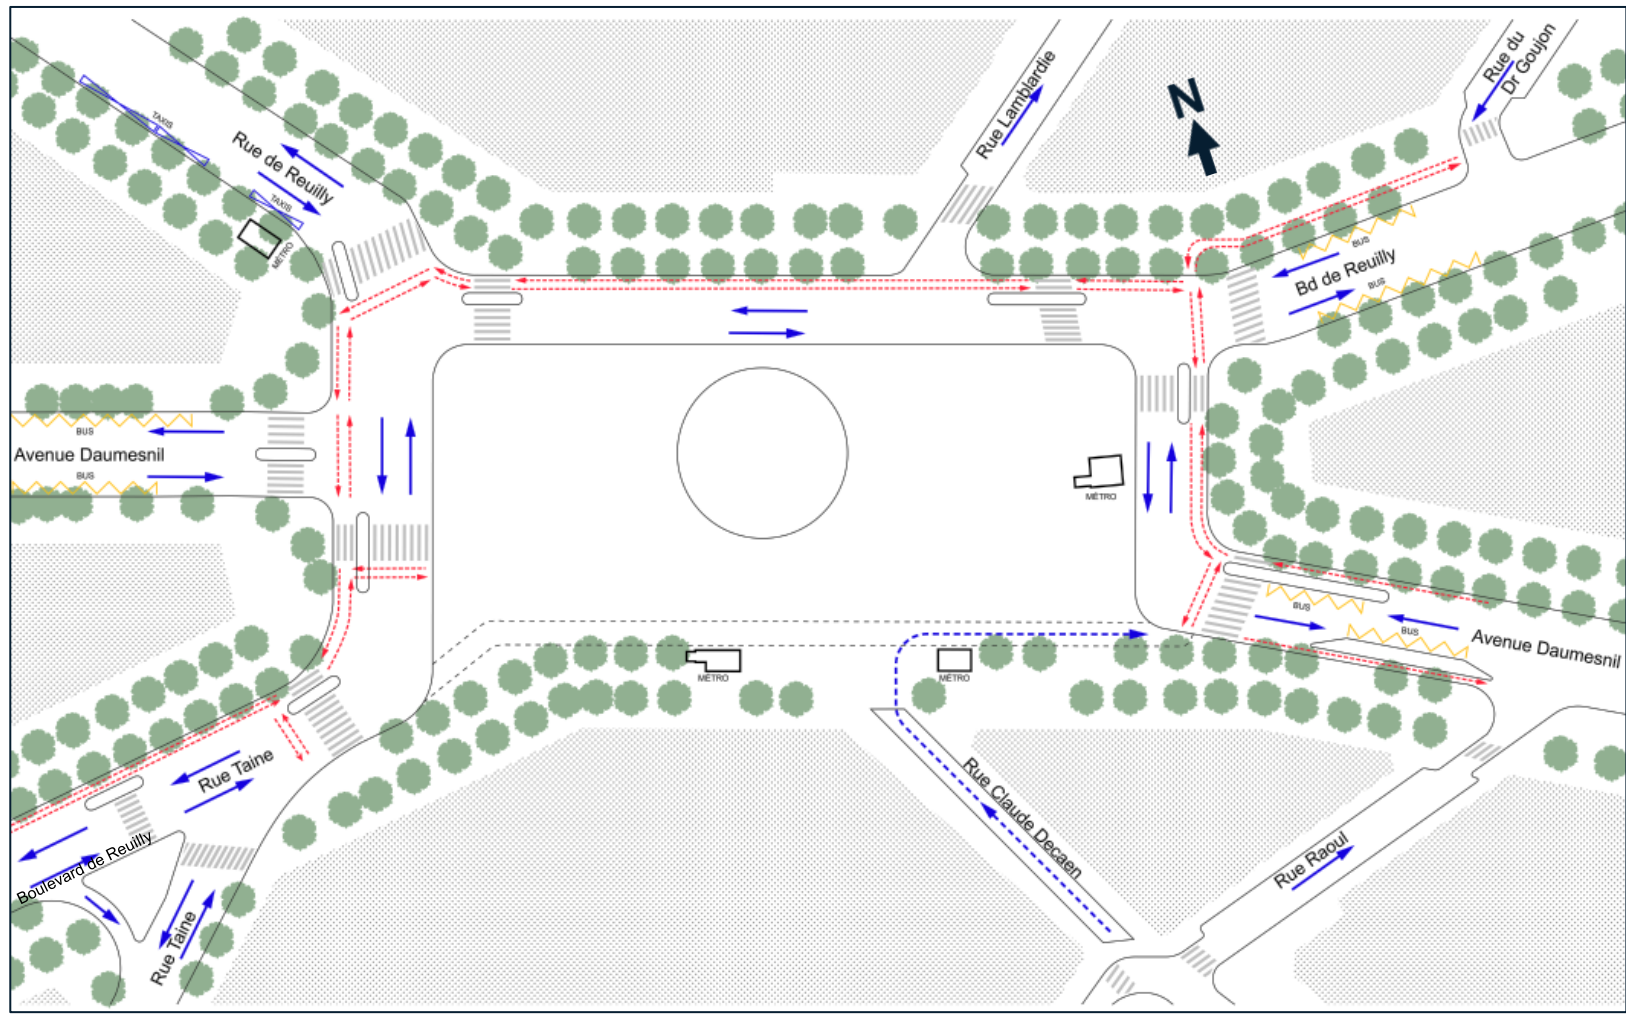 Rue Lamblardie
Rue du
Dr Goujon
N
TAXIS
Rue de Reuilly
TAXIS
MÉTRO
BUS
Bd de Reuilly
BUS
BUS
Avenue Daumesnil
BUS
MÉTRO
BUS
BUS
Avenue Daumesnil
MÉTRO
MÉTRO
Rue Taine
Rue Claude Decaen
Boulevard de Reuilly
Rue Raoul
Rue Taine